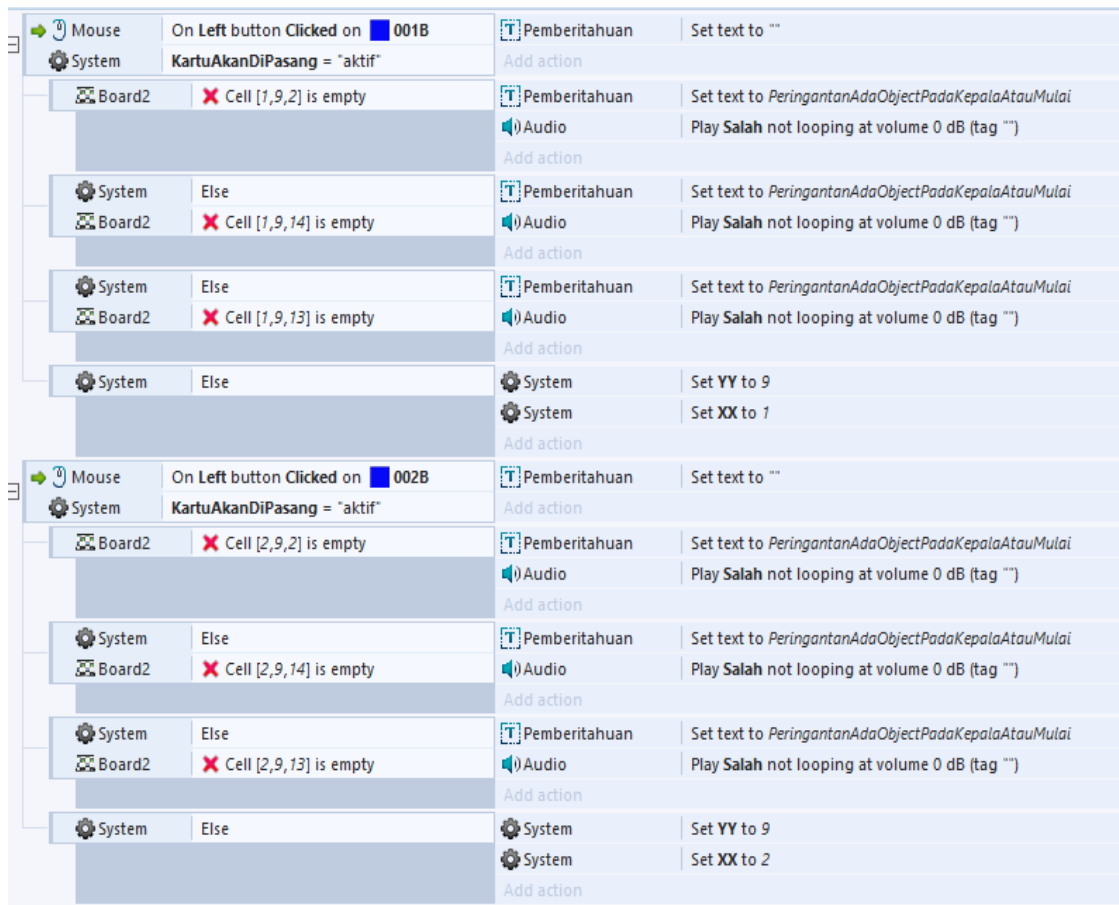 Mouse On Left button Clicked on 001B Pemberitahuan Set text to ""
System KartuAkanDiPasang = "aktif" Add action
Board2 Cell [1,9,2] is empty Pemberitahuan Set text to PeringantanAdaObjectPadaKepalaAtauMulai
Audio Play Salah not looping at volume 0 dB (tag "")
Add action
System Else Pemberitahuan Set text to PeringantanAdaObjectPadaKepalaAtauMulai
Board2 Cell [1,9,14] is empty Audio Play Salah not looping at volume 0 dB (tag "")
Add action
System Else Pemberitahuan Set text to PeringantanAdaObjectPadaKepalaAtauMulai
Board2 Cell [1,9,13] is empty Audio Play Salah not looping at volume 0 dB (tag "")
Add action
System Else System Set YY to 9
System Set XX to 1
Add action
Mouse On Left button Clicked on 002B Pemberitahuan Set text to ""
System KartuAkanDiPasang = "aktif" Add action
Board2 Cell [2,9,2] is empty Pemberitahuan Set text to PeringantanAdaObjectPadaKepalaAtauMulai
Audio Play Salah not looping at volume 0 dB (tag "")
Add action
System Else Pemberitahuan Set text to PeringantanAdaObjectPadaKepalaAtauMulai
Board2 Cell [2,9,14] is empty Audio Play Salah not looping at volume 0 dB (tag "")
Add action
System Else Pemberitahuan Set text to PeringantanAdaObjectPadaKepalaAtauMulai
Board2 Cell [2,9,13] is empty Audio Play Salah not looping at volume 0 dB (tag "")
Add action
System Else System Set YY to 9
System Set XX to 2
Add action